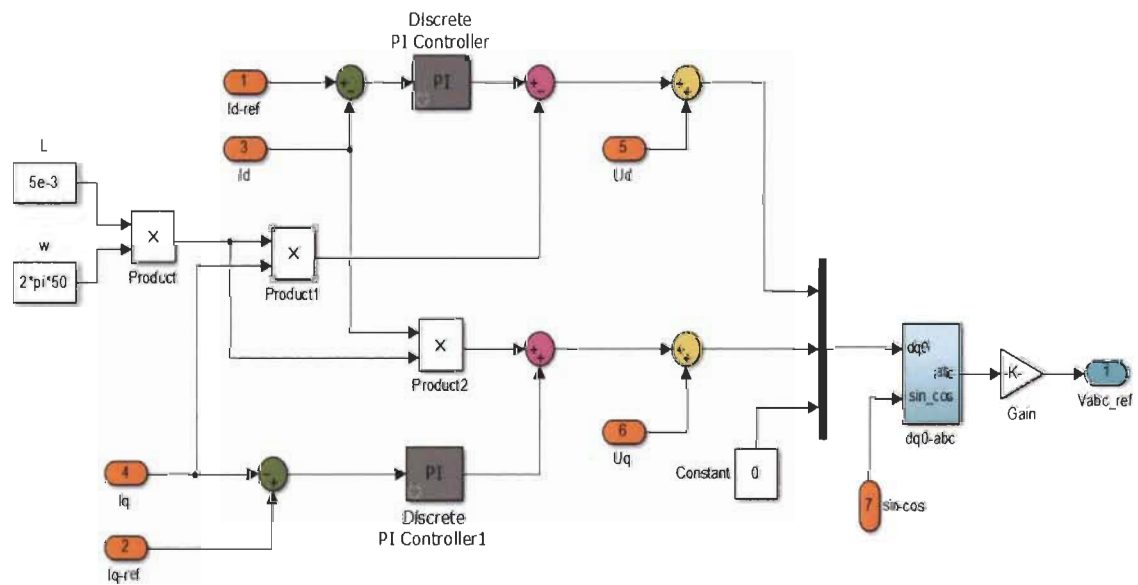 Discrete
PI Controller
1
PI
Id-ref
3
Id
5
Ud
L
5e-3
w
2*pi*50
×
Product
×
Product1
×
Product2
6
Uq
Constant
0
dq0
abc
sin_cos
dq0-abc
-K-
Gain
1
Vabc_ref
7
sin-cos
4
Iq
PI
Discrete
PI Controller1
2
Iq-ref